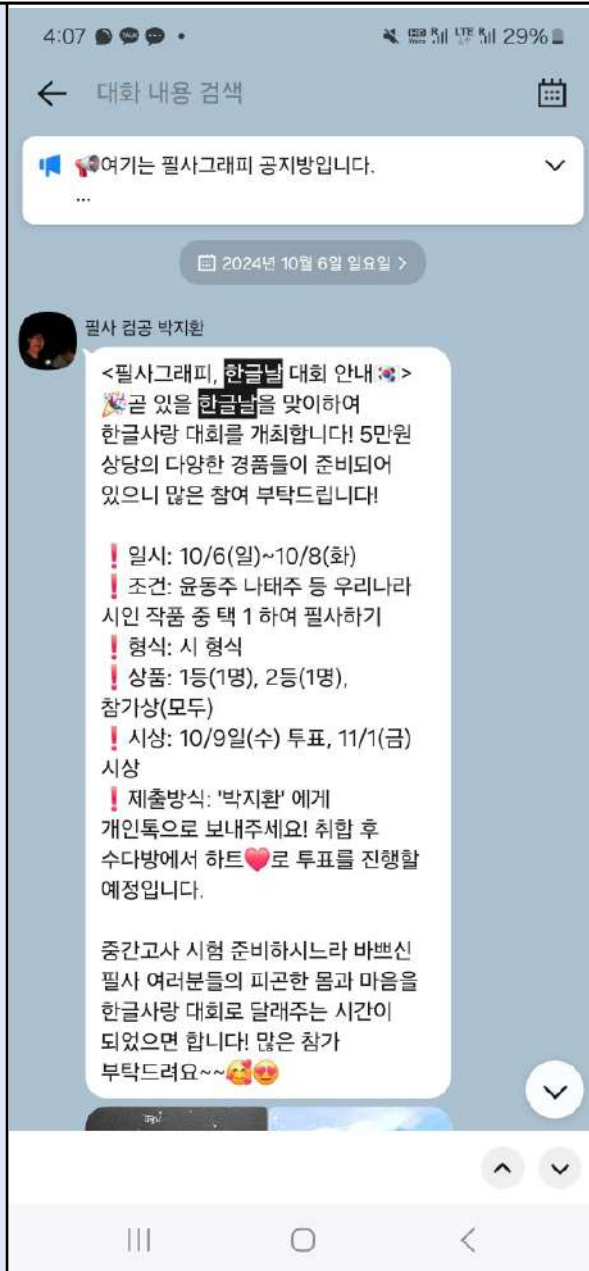 4:07
LTE 29%
대화 내용 검색
여기는 필사그래피 공지방입니다.
...
2024년 10월 6일 일요일 >
필사 컴공 박지환
<필사그래피, 한글날 대회 안내🇰🇷>
🎉곧 있을 한글날을 맞이하여
한글사랑 대회를 개최합니다! 5만원
상당의 다양한 경품들이 준비되어
있으니 많은 참여 부탁드립니다!
❗일시: 10/6(일)~10/8(화)
❗조건: 윤동주 나태주 등 우리나라
시인 작품 중 택 1 하여 필사하기
❗형식: 시 형식
❗상품: 1등(1명), 2등(1명),
참가상(모두)
❗시상: 10/9일(수) 투표, 11/1(금)
시상
❗제출방식: '박지환' 에게
개인톡으로 보내주세요! 취합 후
수다방에서 하트❤️로 투표를 진행할
예정입니다.
중간고사 시험 준비하시느라 바쁘신
필사 여러분들의 피곤한 몸과 마음을
한글사랑 대회로 달래주는 시간이
되었으면 합니다! 많은 참가
부탁드려요~~🥰😍